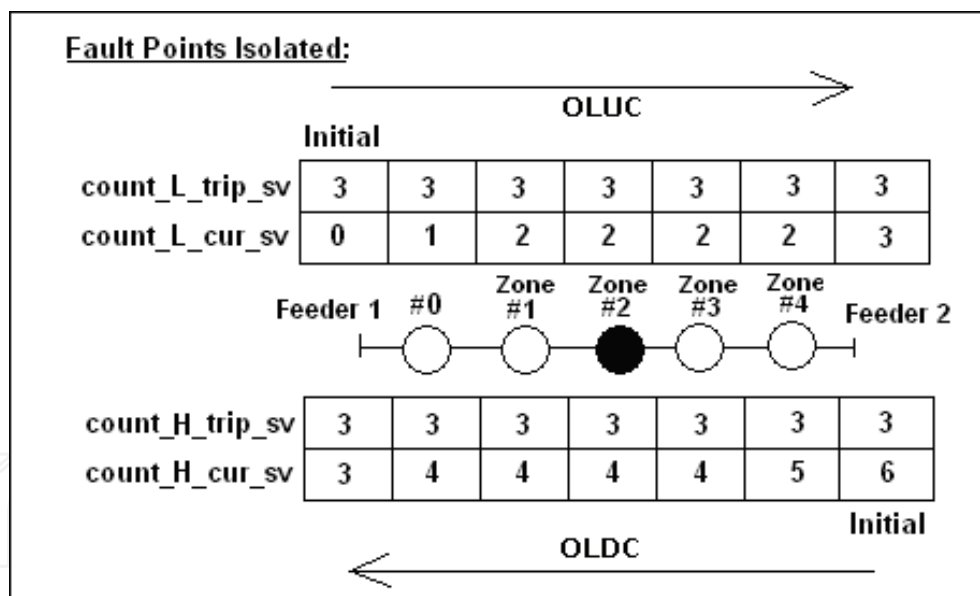 Fault Points Isolated:
OLUC
Initial
count_L_trip_sv 3 3 3 3 3 3 3
count_L_cur_sv 0 1 2 2 2 2 3
Feeder 1 #0 Zone #1 Zone #2 Zone #3 Zone #4 Feeder 2
count_H_trip_sv 3 3 3 3 3 3 3
count_H_cur_sv 3 4 4 4 4 5 6
Initial
OLDC